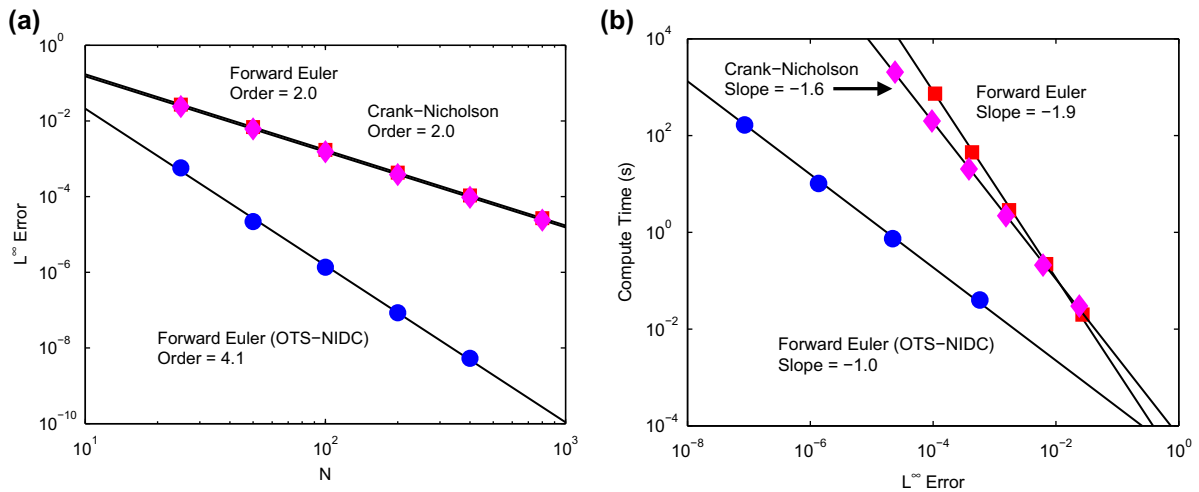 (a)
10^0
10^−2
10^−4
10^−6
10^−8
10^−10
L^∞ Error
Forward Euler
Order = 2.0
Crank−Nicholson
Order = 2.0
Forward Euler (OTS−NIDC)
Order = 4.1
10^1
10^2
10^3
N
(b)
10^4
10^2
10^0
10^−2
10^−4
Compute Time (s)
Crank−Nicholson
Slope = −1.6
Forward Euler
Slope = −1.9
Forward Euler (OTS−NIDC)
Slope = −1.0
10^−8
10^−6
10^−4
10^−2
10^0
L^∞ Error